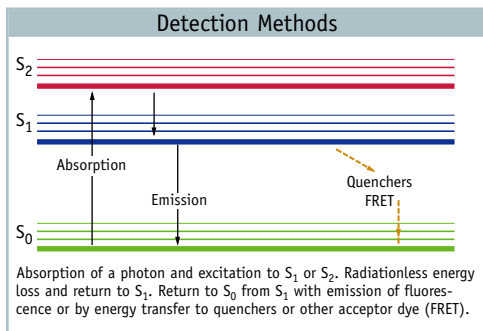 Detection Methods
S2
S1
Absorption
Quenchers
FRET
Emission
S0
Absorption of a photon and excitation to S1 or S2. Radiationless energy
loss and return to S1. Return to S0 from S1 with emission of fluores-
cence or by energy transfer to quenchers or other acceptor dye (FRET).